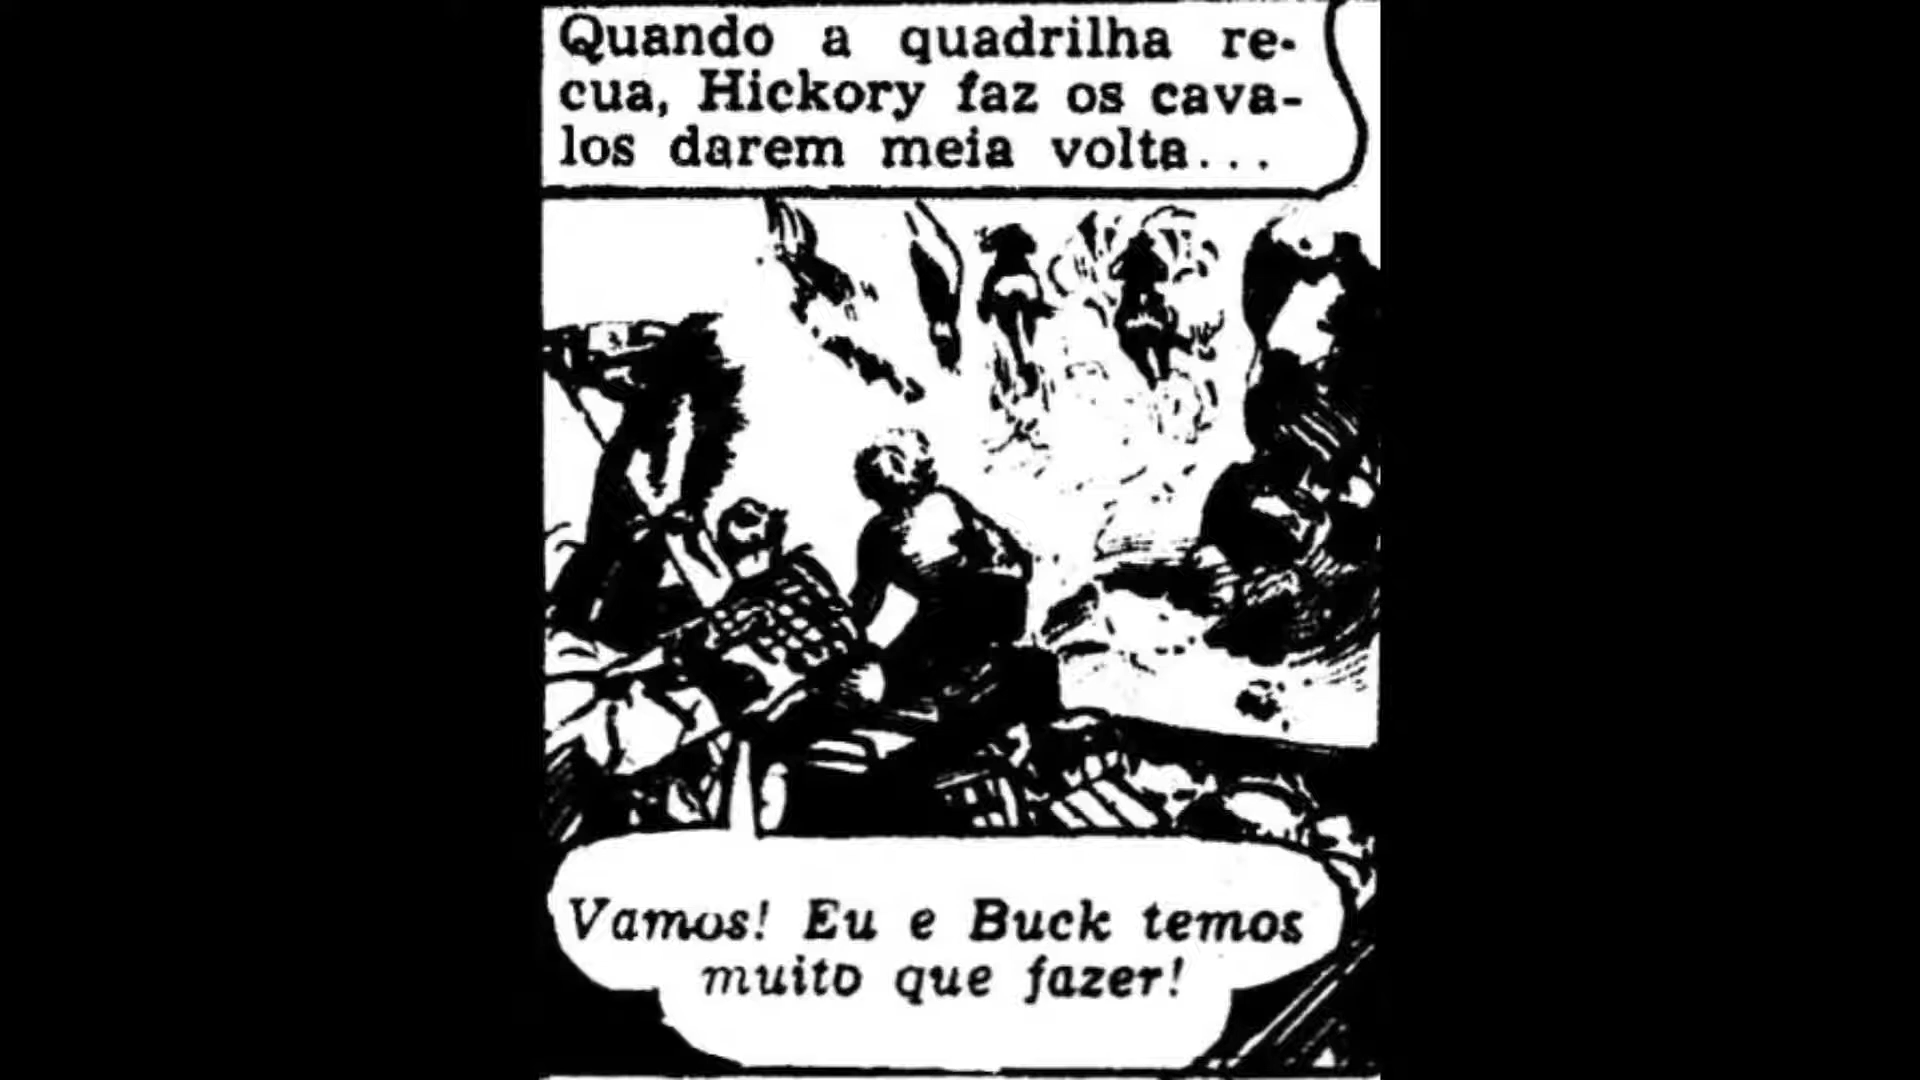 Quando a quadrilha re-
cua, Hickory faz os cava-
los darem meia volta...
Vamos! Eu e Buck temos
muito que fazer!